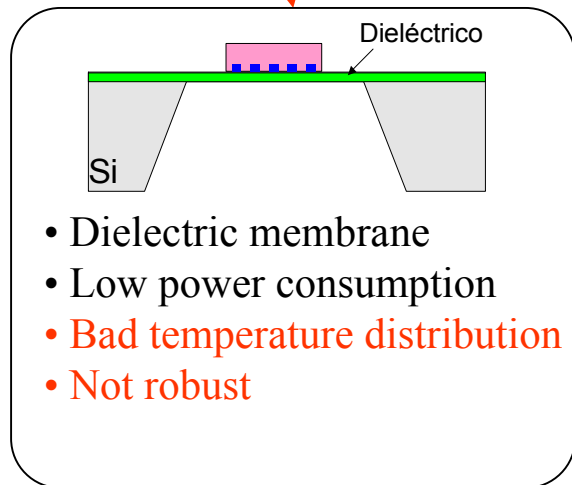 Dieléctrico
Si
• Dielectric membrane
• Low power consumption
• Bad temperature distribution
• Not robust